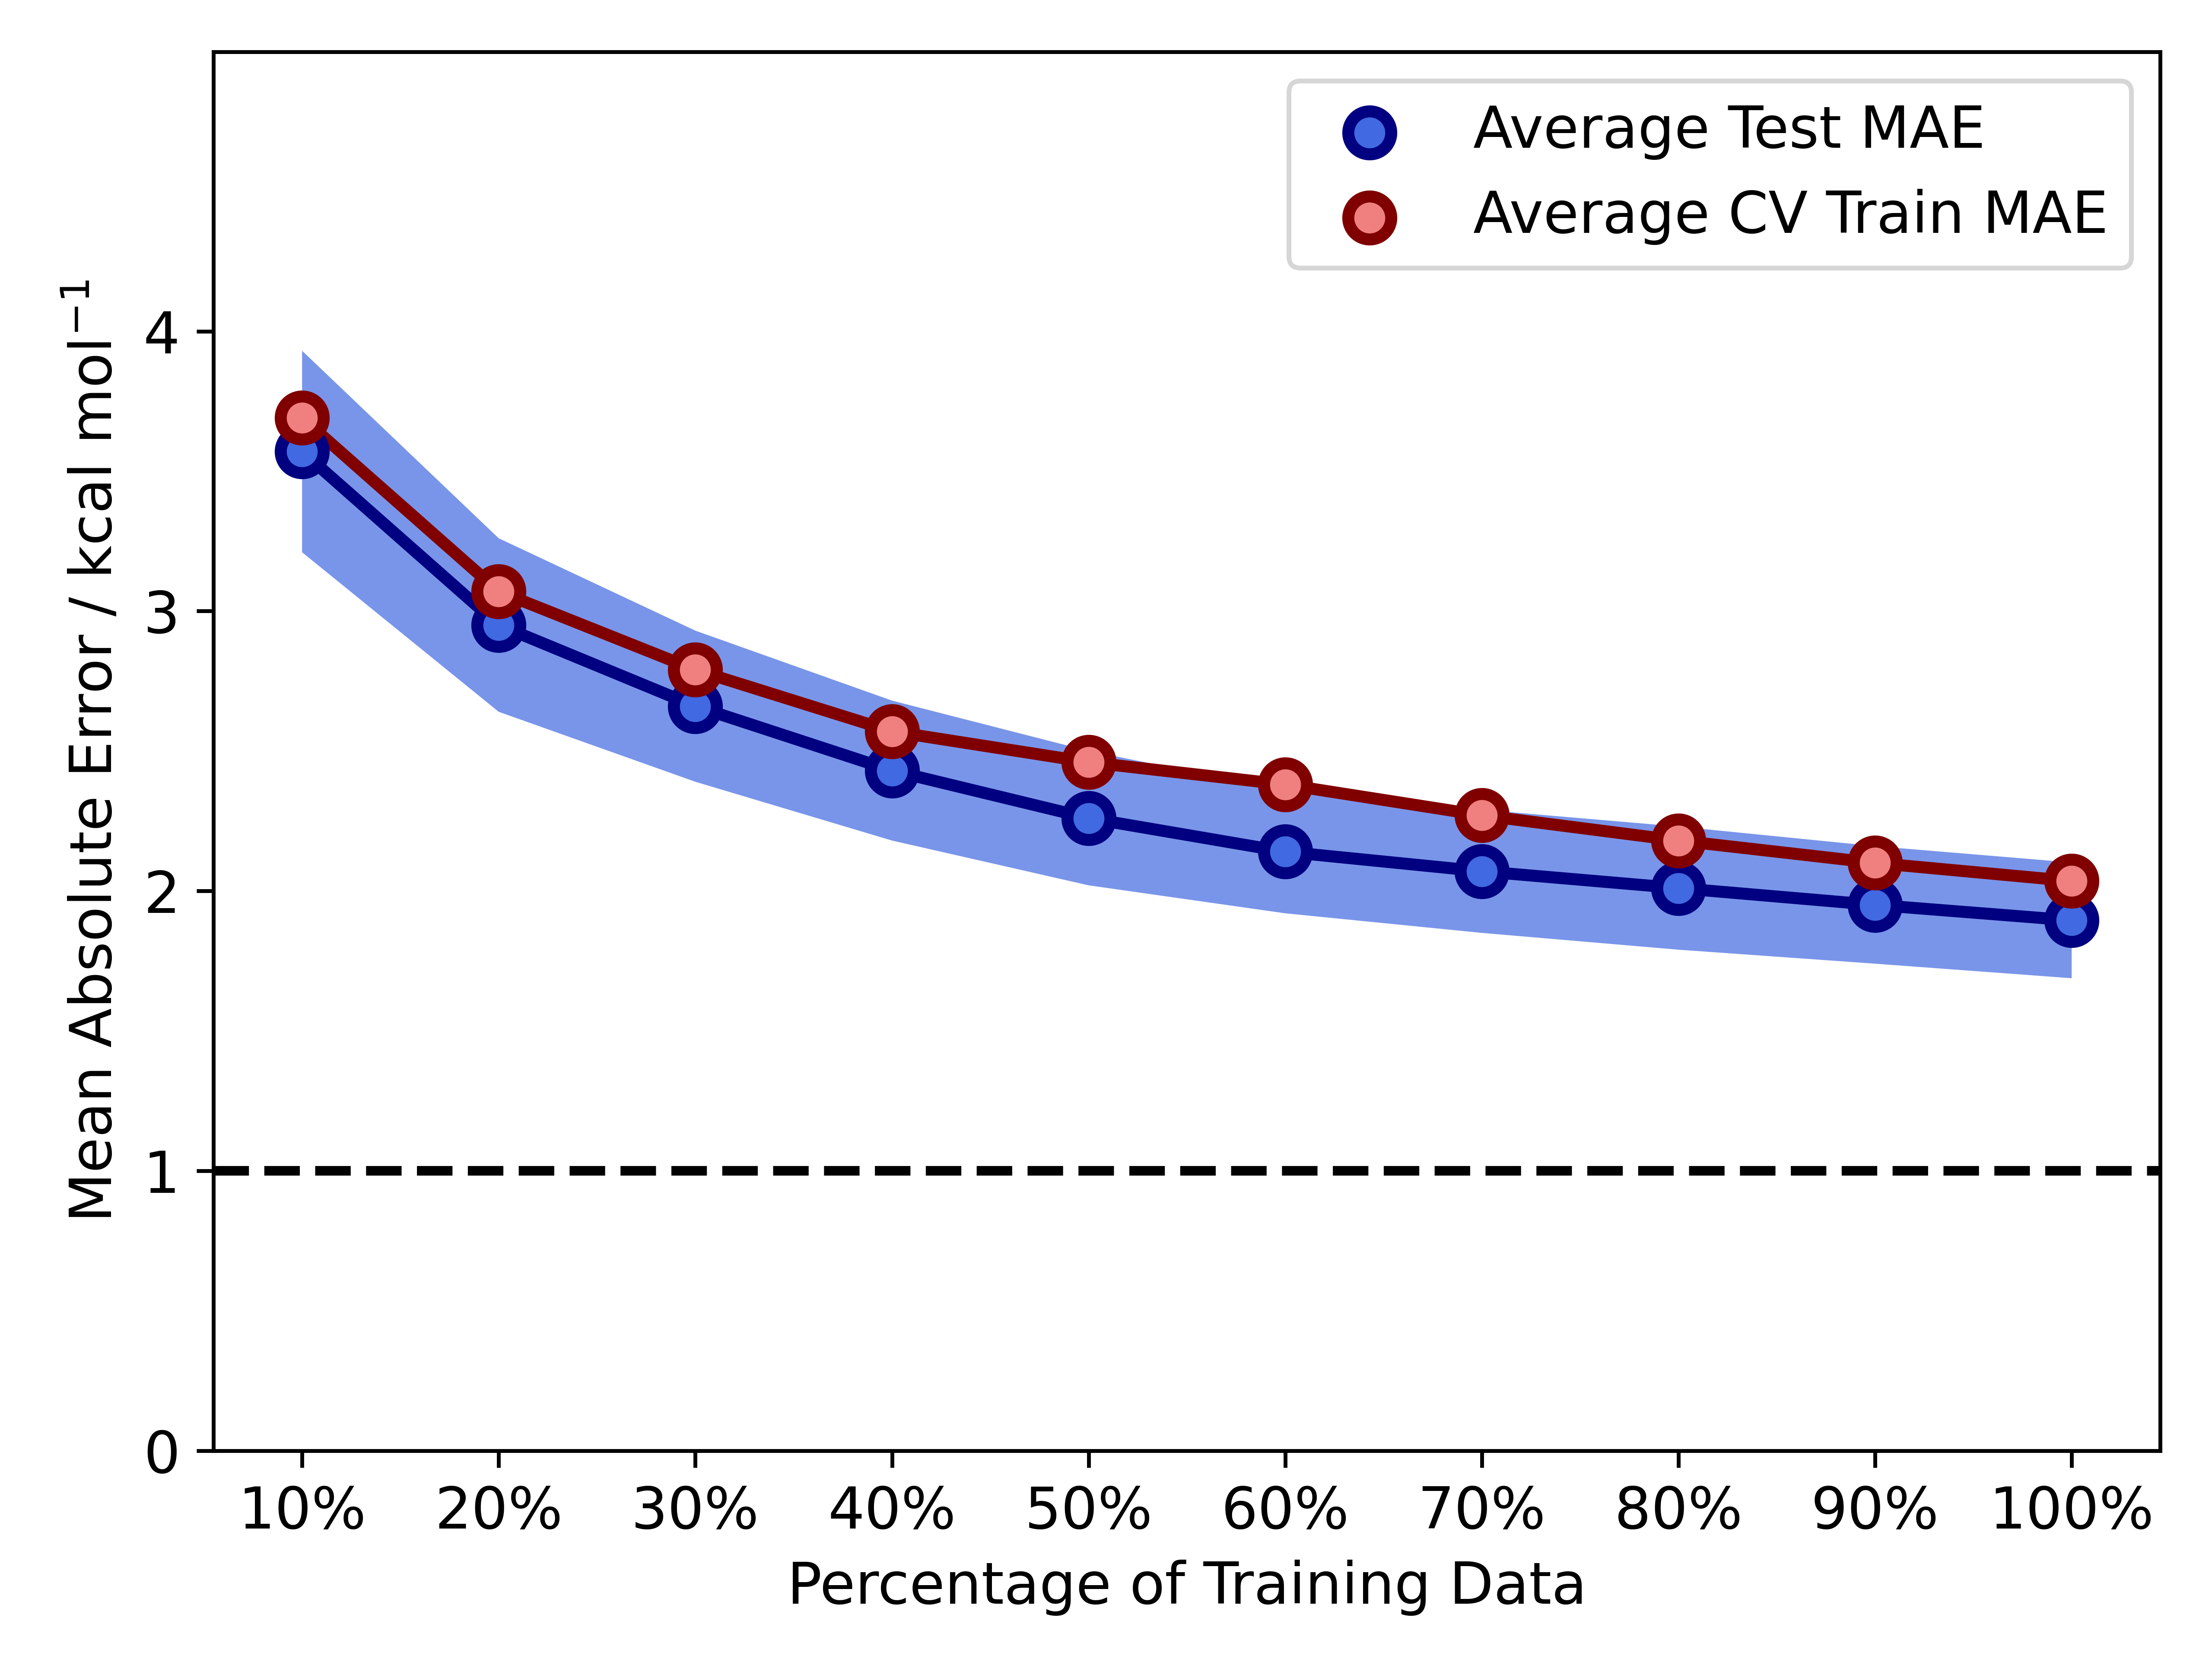 Average Test MAE
Average CV Train MAE
Mean Absolute Error / kcal mol⁻¹
4
3
2
1
0
10% 20% 30% 40% 50% 60% 70% 80% 90% 100%
Percentage of Training Data